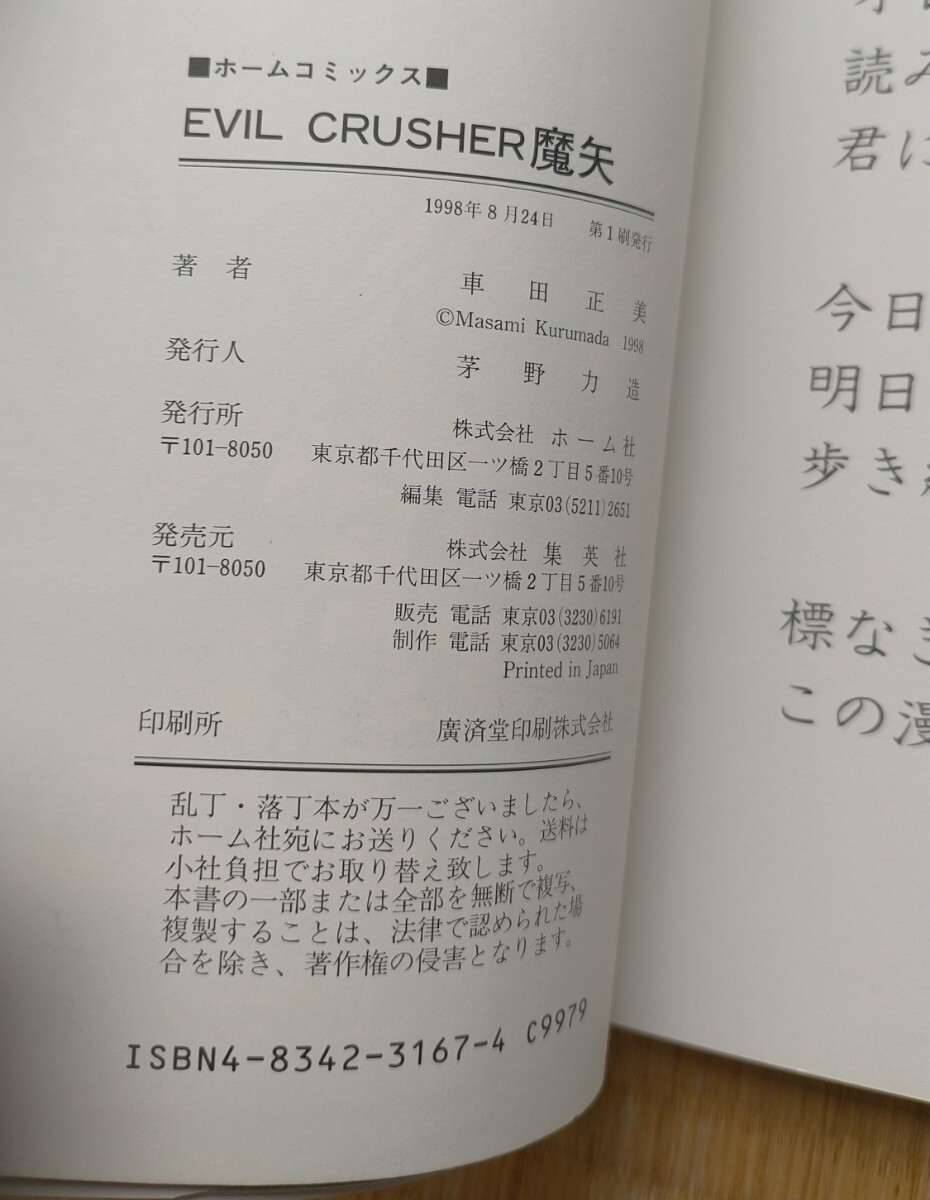 ■ホームコミックス■
EVIL CRUSHER魔矢
1998年8月24日 第1刷発行
著 者 車 田 正 美
©Masami Kurumada 1998
発行人 茅 野 力 造
発行所 株式会社 ホーム社
〒101-8050 東京都千代田区一ツ橋2丁目5番10号
編集 電話 東京03(5211)2651
発売元 株式会社 集 英 社
〒101-8050 東京都千代田区一ツ橋2丁目5番10号
販売 電話 東京03(3230)6191
制作 電話 東京03(3230)5064
Printed in Japan
印刷所 廣済堂印刷株式会社
乱丁・落丁本が万一ございましたら、
ホーム社宛にお送りください。送料は
小社負担でお取り替え致します。
本書の一部または全部を無断で複写、
複製することは、法律で認められた場
合を除き、著作権の侵害となります。
ISBN4-8342-3167-4 C9979
読み
君に
今日
明日
歩き
標なき
この漫